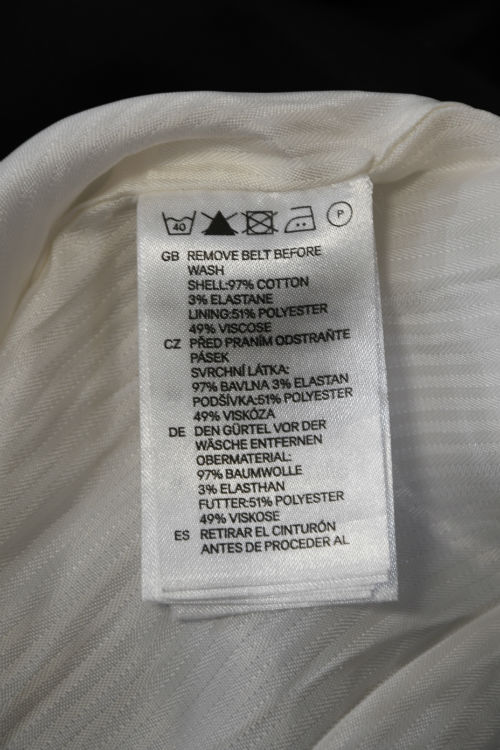 40 P
GB REMOVE BELT BEFORE
WASH
SHELL:97% COTTON
3% ELASTANE
LINING:51% POLYESTER
49% VISCOSE
CZ PŘED PRANÍM ODSTRAŇTE
PÁSEK
SVRCHNÍ LÁTKA:
97% BAVLNA 3% ELASTAN
PODŠÍVKA:51% POLYESTER
49% VISKÓZA
DE DEN GÜRTEL VOR DER
WÄSCHE ENTFERNEN
OBERMATERIAL:
97% BAUMWOLLE
3% ELASTHAN
FUTTER:51% POLYESTER
49% VISKOSE
ES RETIRAR EL CINTURÓN
ANTES DE PROCEDER AL